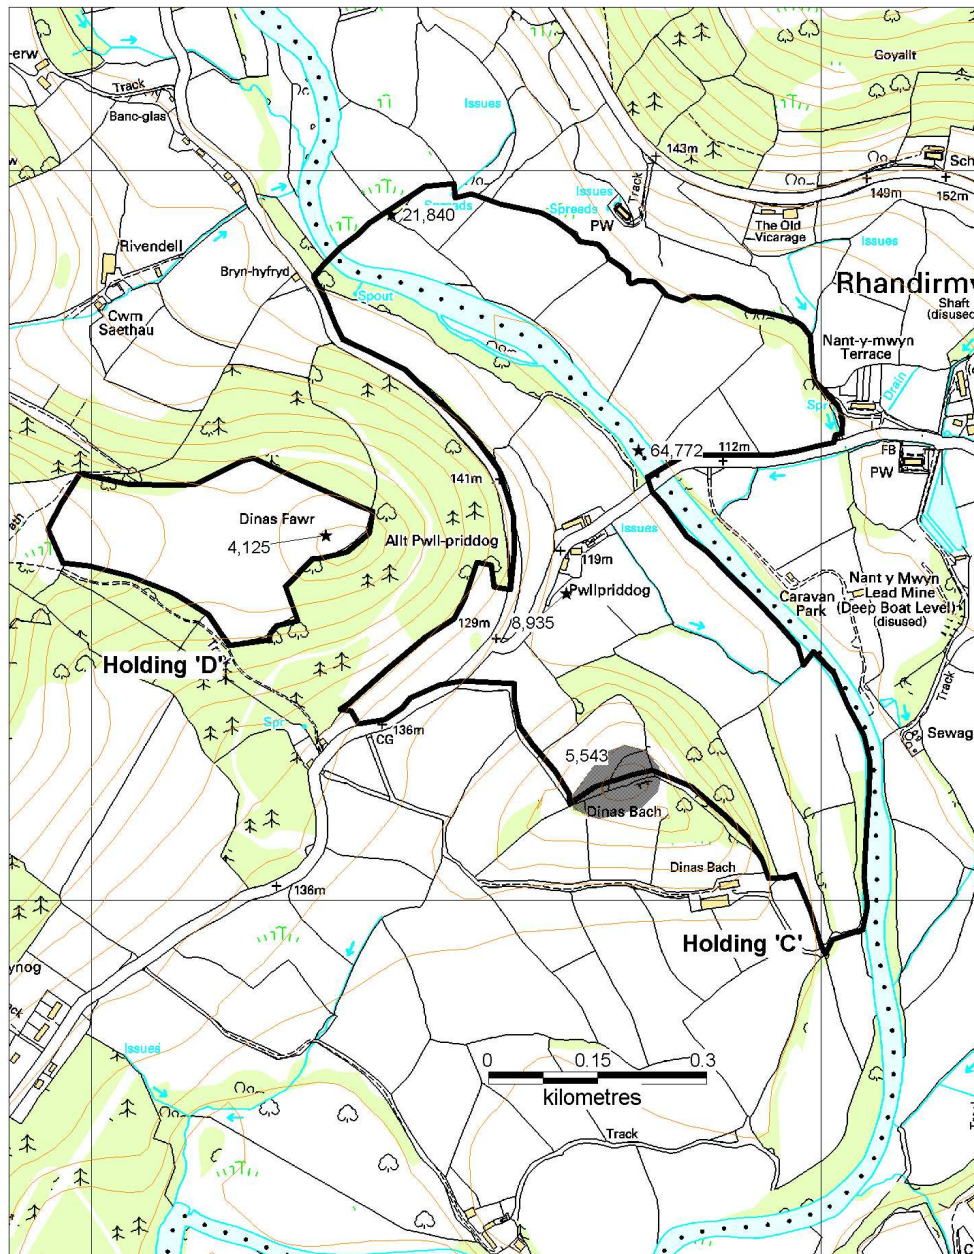 Goyallt
-erw
Track
Banc-glas
Issues
143m
Sch
149m
152m
Track
Issues
Spreads
PW
The Old
Vicarage
Issues
21,840
Rivendell
Bryn-hyfryd
Cwm
Saethau
Spout
Rhandirmw
Shaft
(disused
Nant-y-mwyn
Terrace
Drain
Spr
64,772
112m
FB
PW
141m
Dinas Fawr
4,125
Allt Pwll-priddog
Issues
119m
Pwllpriddog
8,935
129m
Caravan
Park
Nant y Mwyn
Lead Mine
(Deep Boat Level)
(disused)
Track
Holding 'D'
Spr
136m
CG
5,543
Dinas Bach
Sewag
Dinas Bach
136m
Holding 'C'
ynog
Issues
0 0.15 0.3
kilometres
Track